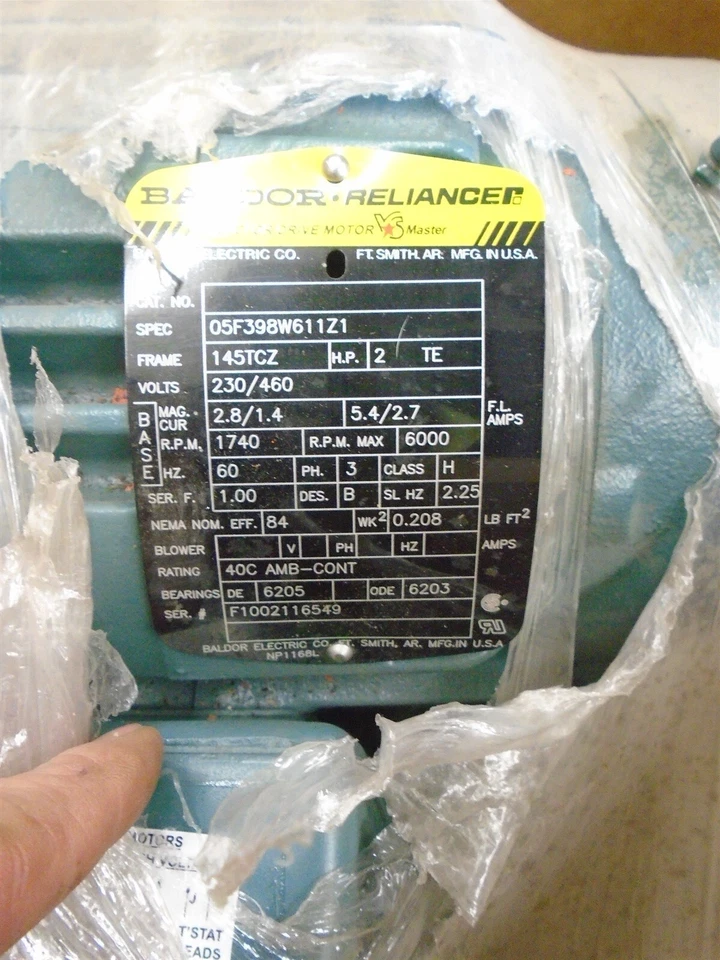 BALDOR · RELIANCE
DRIVE MOTOR VS Master
ELECTRIC CO. FT. SMITH. AR. MFG. IN U.S.A.
CAT. NO.
SPEC 05F398W611Z1
FRAME 145TCZ H.P. 2 TE
VOLTS 230/460
BASE MAG. CUR 2.8/1.4 5.4/2.7 F.L. AMPS
R.P.M. 1740 R.P.M. MAX 6000
HZ. 60 PH. 3 CLASS H
SER. F. 1.00 DES. B SL HZ 2.25
NEMA NOM. EFF. 84 WK² 0.208 LB FT²
BLOWER V PH HZ AMPS
RATING 40C AMB-CONT
BEARINGS DE 6205 ODE 6203
SER. # F1002116549
BALDOR ELECTRIC CO. FT. SMITH, AR, MFG.IN U.S.A
NP1168L
MOTORS
T'STAT
EADS